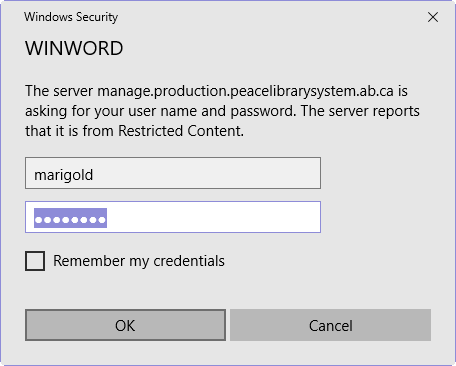 Windows Security
WINWORD
The server manage.production.peacelibrarysystem.ab.ca is
asking for your user name and password. The server reports
that it is from Restricted Content.
marigold
●●●●●●●●
Remember my credentials
OK
Cancel